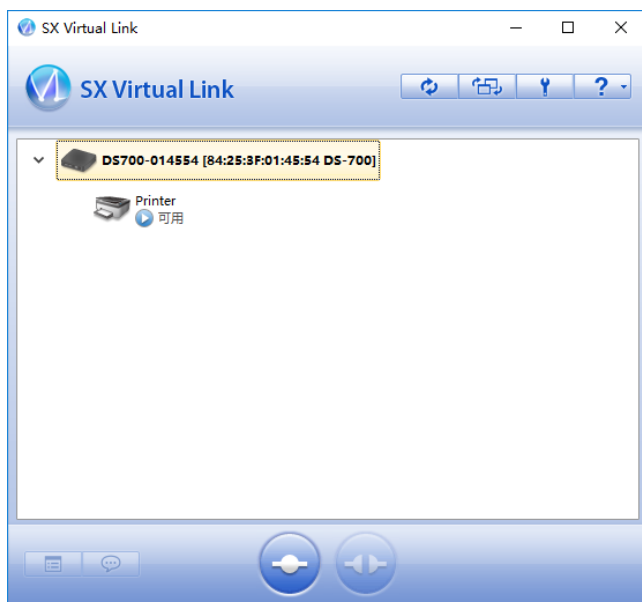 SX Virtual Link
SX Virtual Link
?
DS700-014554 [84:25:3F:01:45:54 DS-700]
Printer
可用